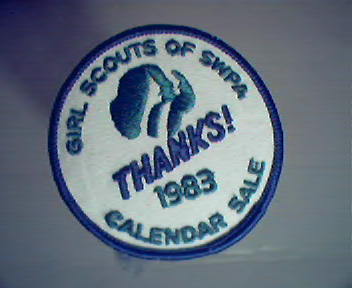 GIRL SCOUTS OF SWPA
THANKS!
1983
CALENDAR SALE